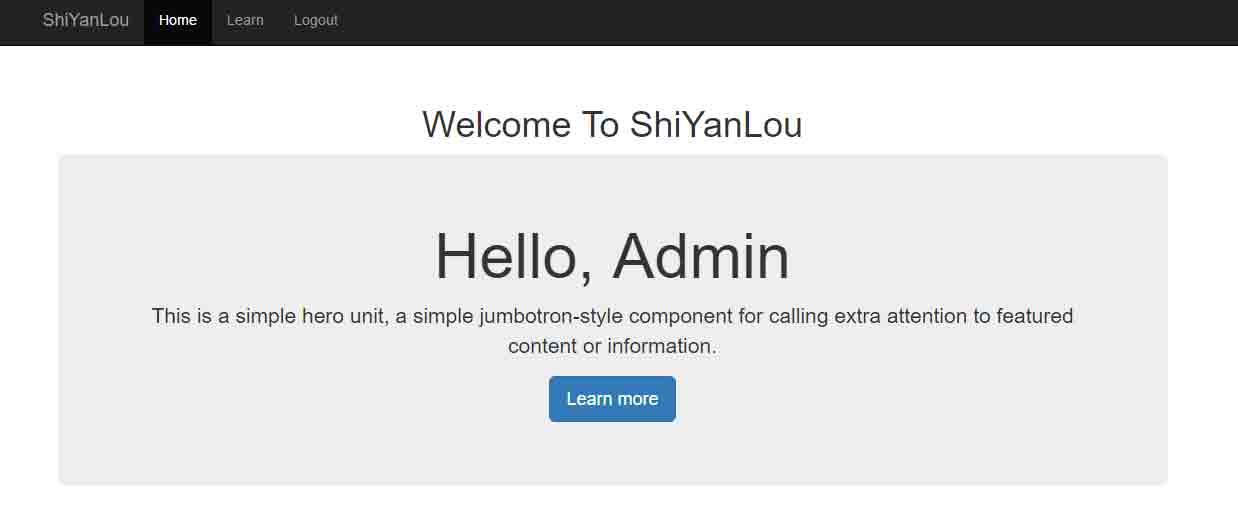 ShiYanLou Home Learn Logout
Welcome To ShiYanLou
Hello, Admin
This is a simple hero unit, a simple jumbotron-style component for calling extra attention to featured
content or information.
Learn more